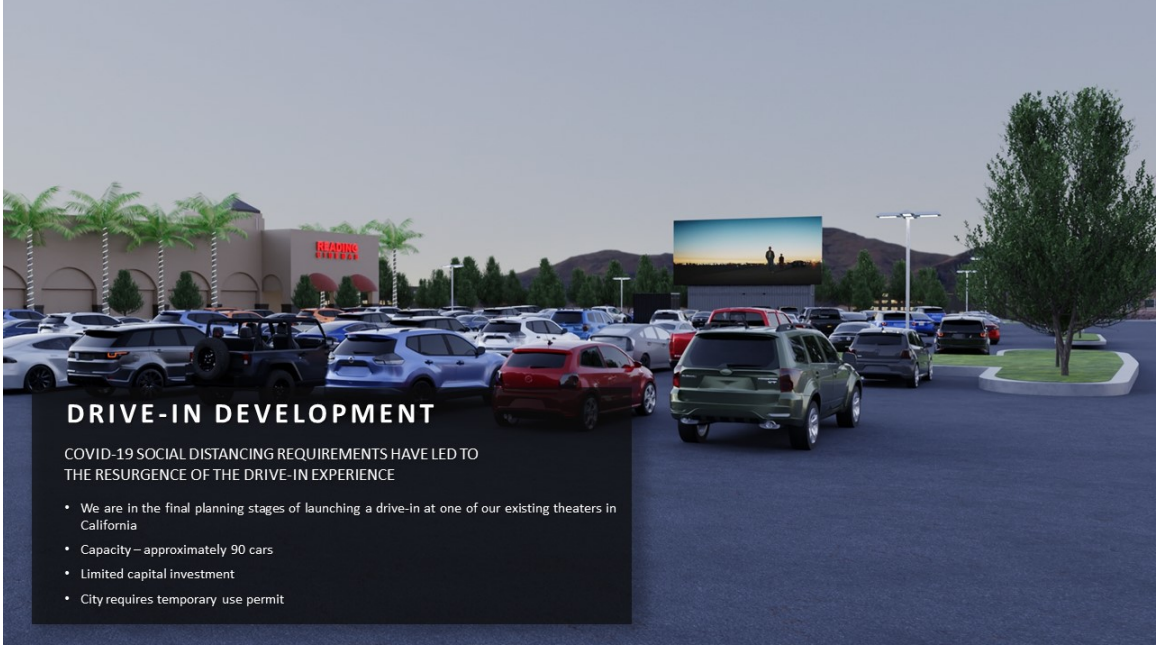 READING
CINEMAS
DRIVE-IN DEVELOPMENT
COVID-19 SOCIAL DISTANCING REQUIREMENTS HAVE LED TO
THE RESURGENCE OF THE DRIVE-IN EXPERIENCE
• We are in the final planning stages of launching a drive-in at one of our existing theaters in
California
• Capacity – approximately 90 cars
• Limited capital investment
• City requires temporary use permit